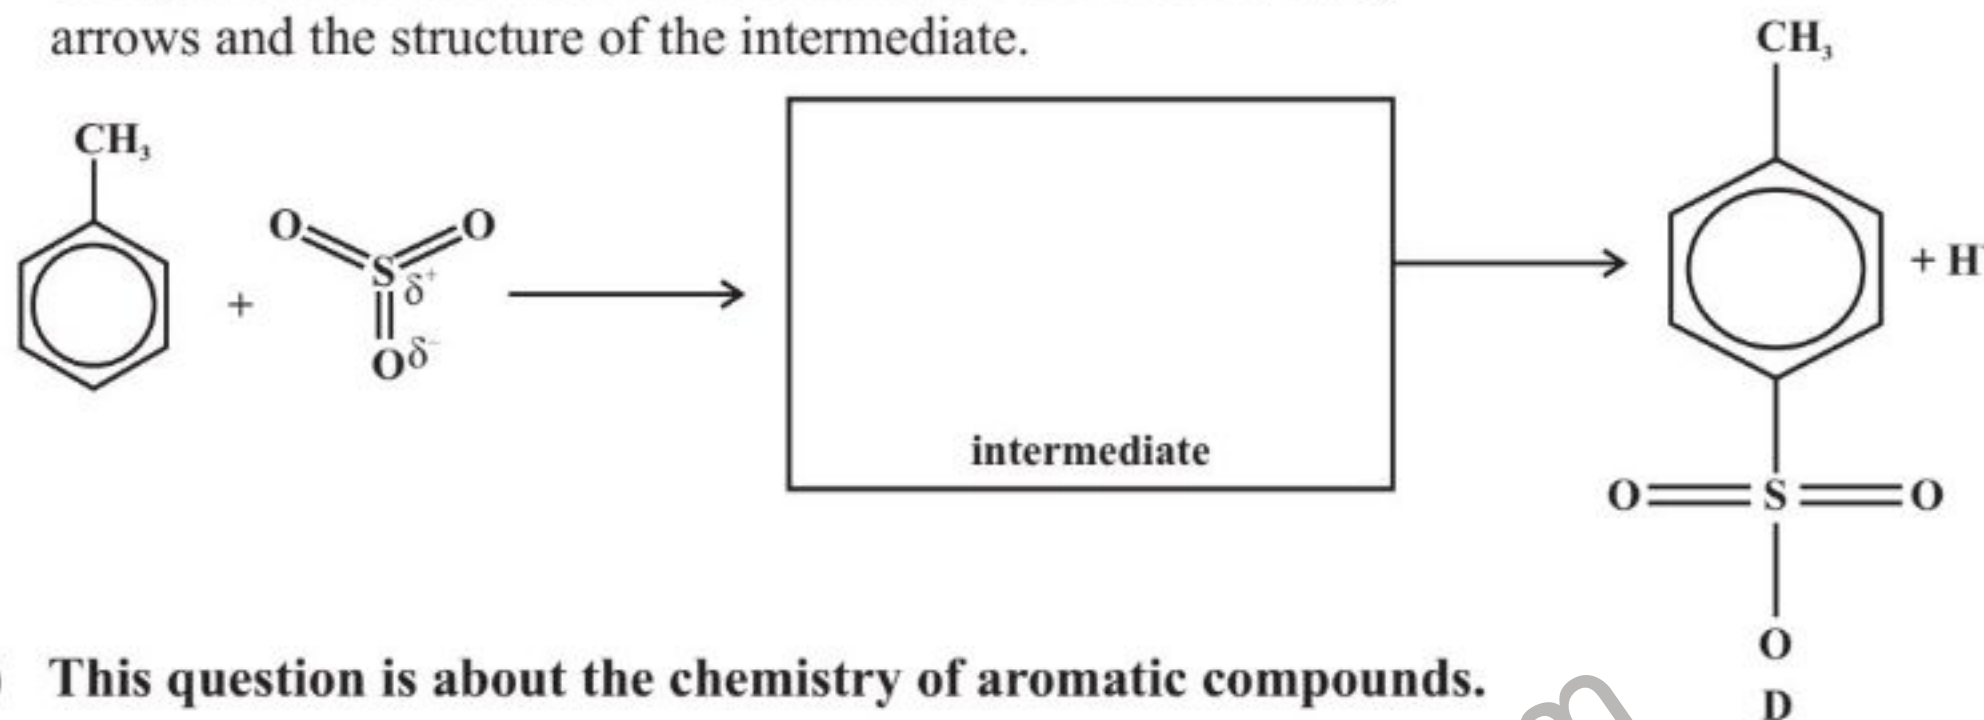 arrows and the structure of the intermediate.
CH₃
CH₃
O
O
S
δ⁺
+
Oδ⁻
+ H
intermediate
O
S
O
O
This question is about the chemistry of aromatic compounds.
D